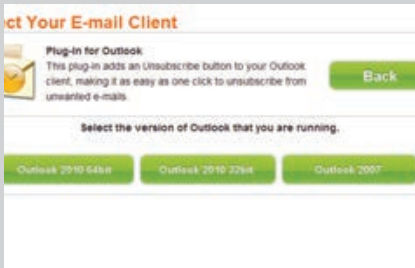 ct Your E-mail Client
Plug-in for Outlook
This plug-in adds an Unsubscribe button to your Outlook
client, making it as easy as one click to unsubscribe from
unwanted e-mails.
Back
Select the version of Outlook that you are running.
Outlook 2010 64bit Outlook 2010 32bit Outlook 2007